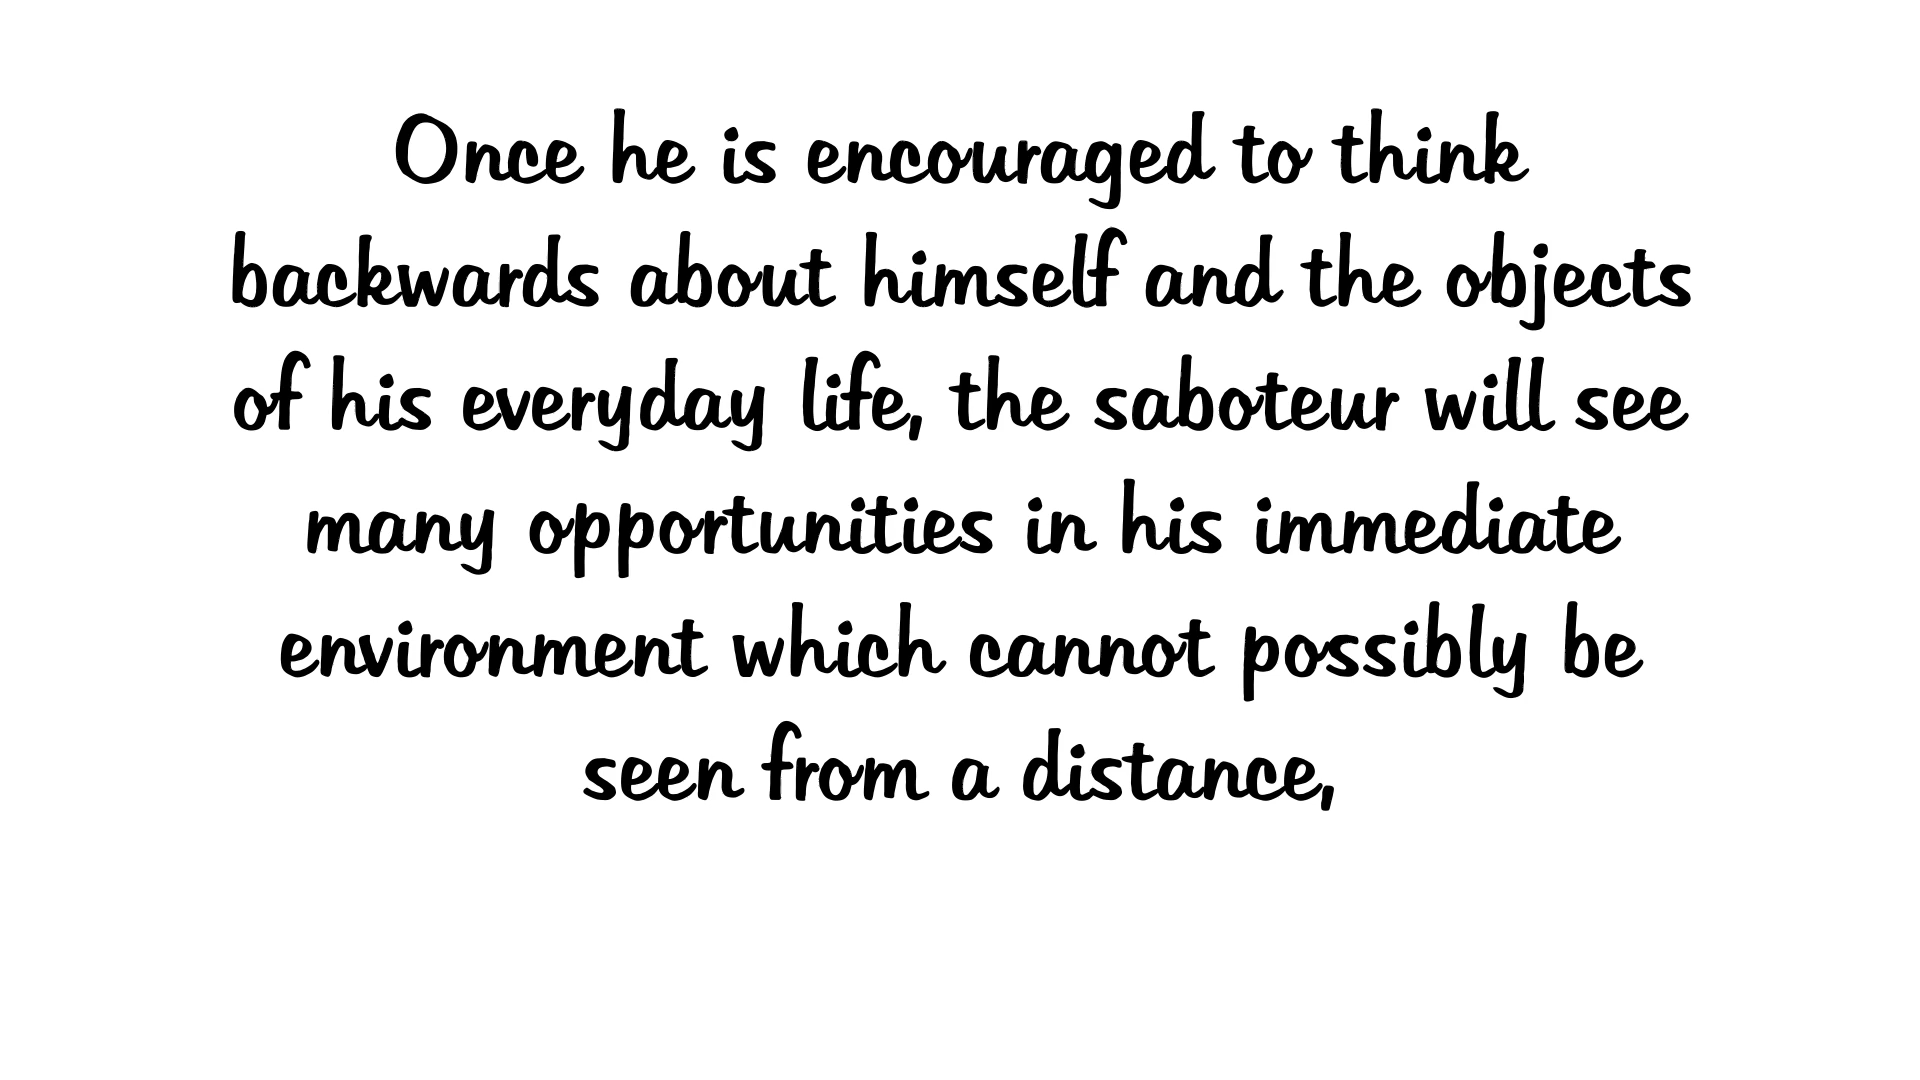 Once he is encouraged to think
backwards about himself and the objects
of his everyday life, the saboteur will see
many opportunities in his immediate
environment which cannot possibly be
seen from a distance,